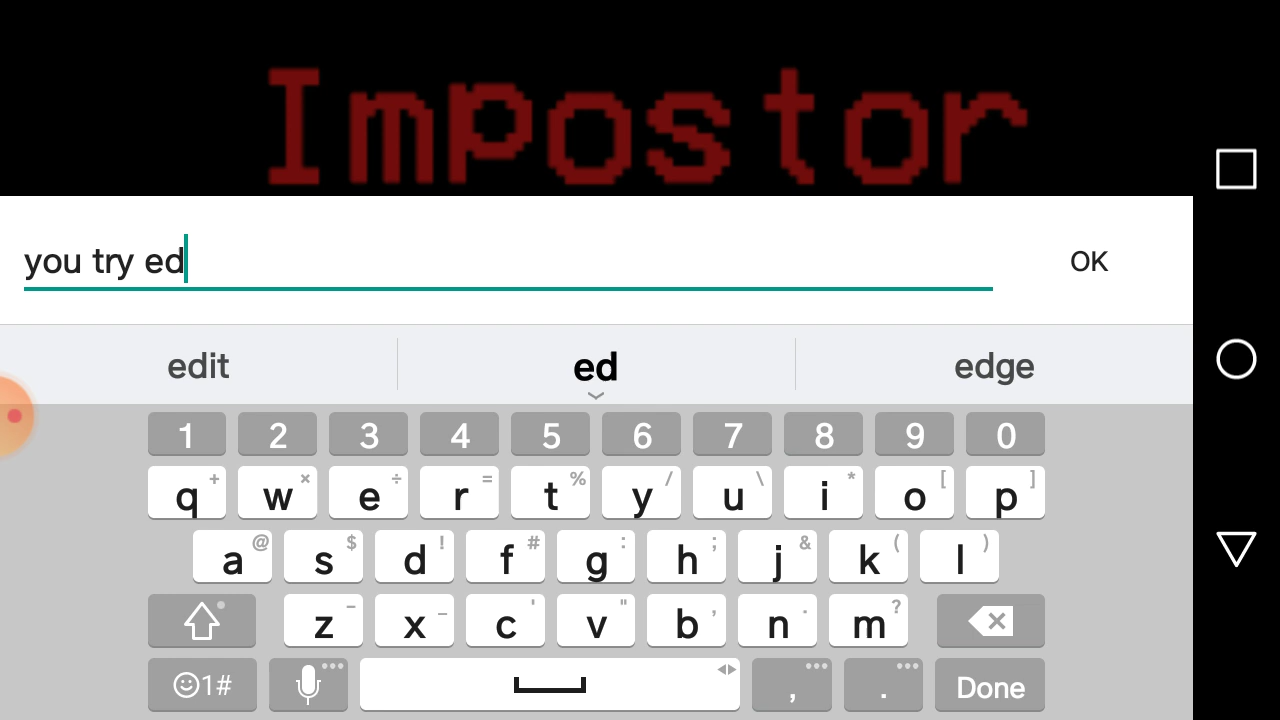 Impostor
you try ed
OK
edit ed edge
1 2 3 4 5 6 7 8 9 0
q + w × e ÷ r = t % y / u \ i * o [ p ]
a @ s $ d ! f # g : h ; j & k ( l )
z - x _ c ' v " b , n . m ?
1# , . Done